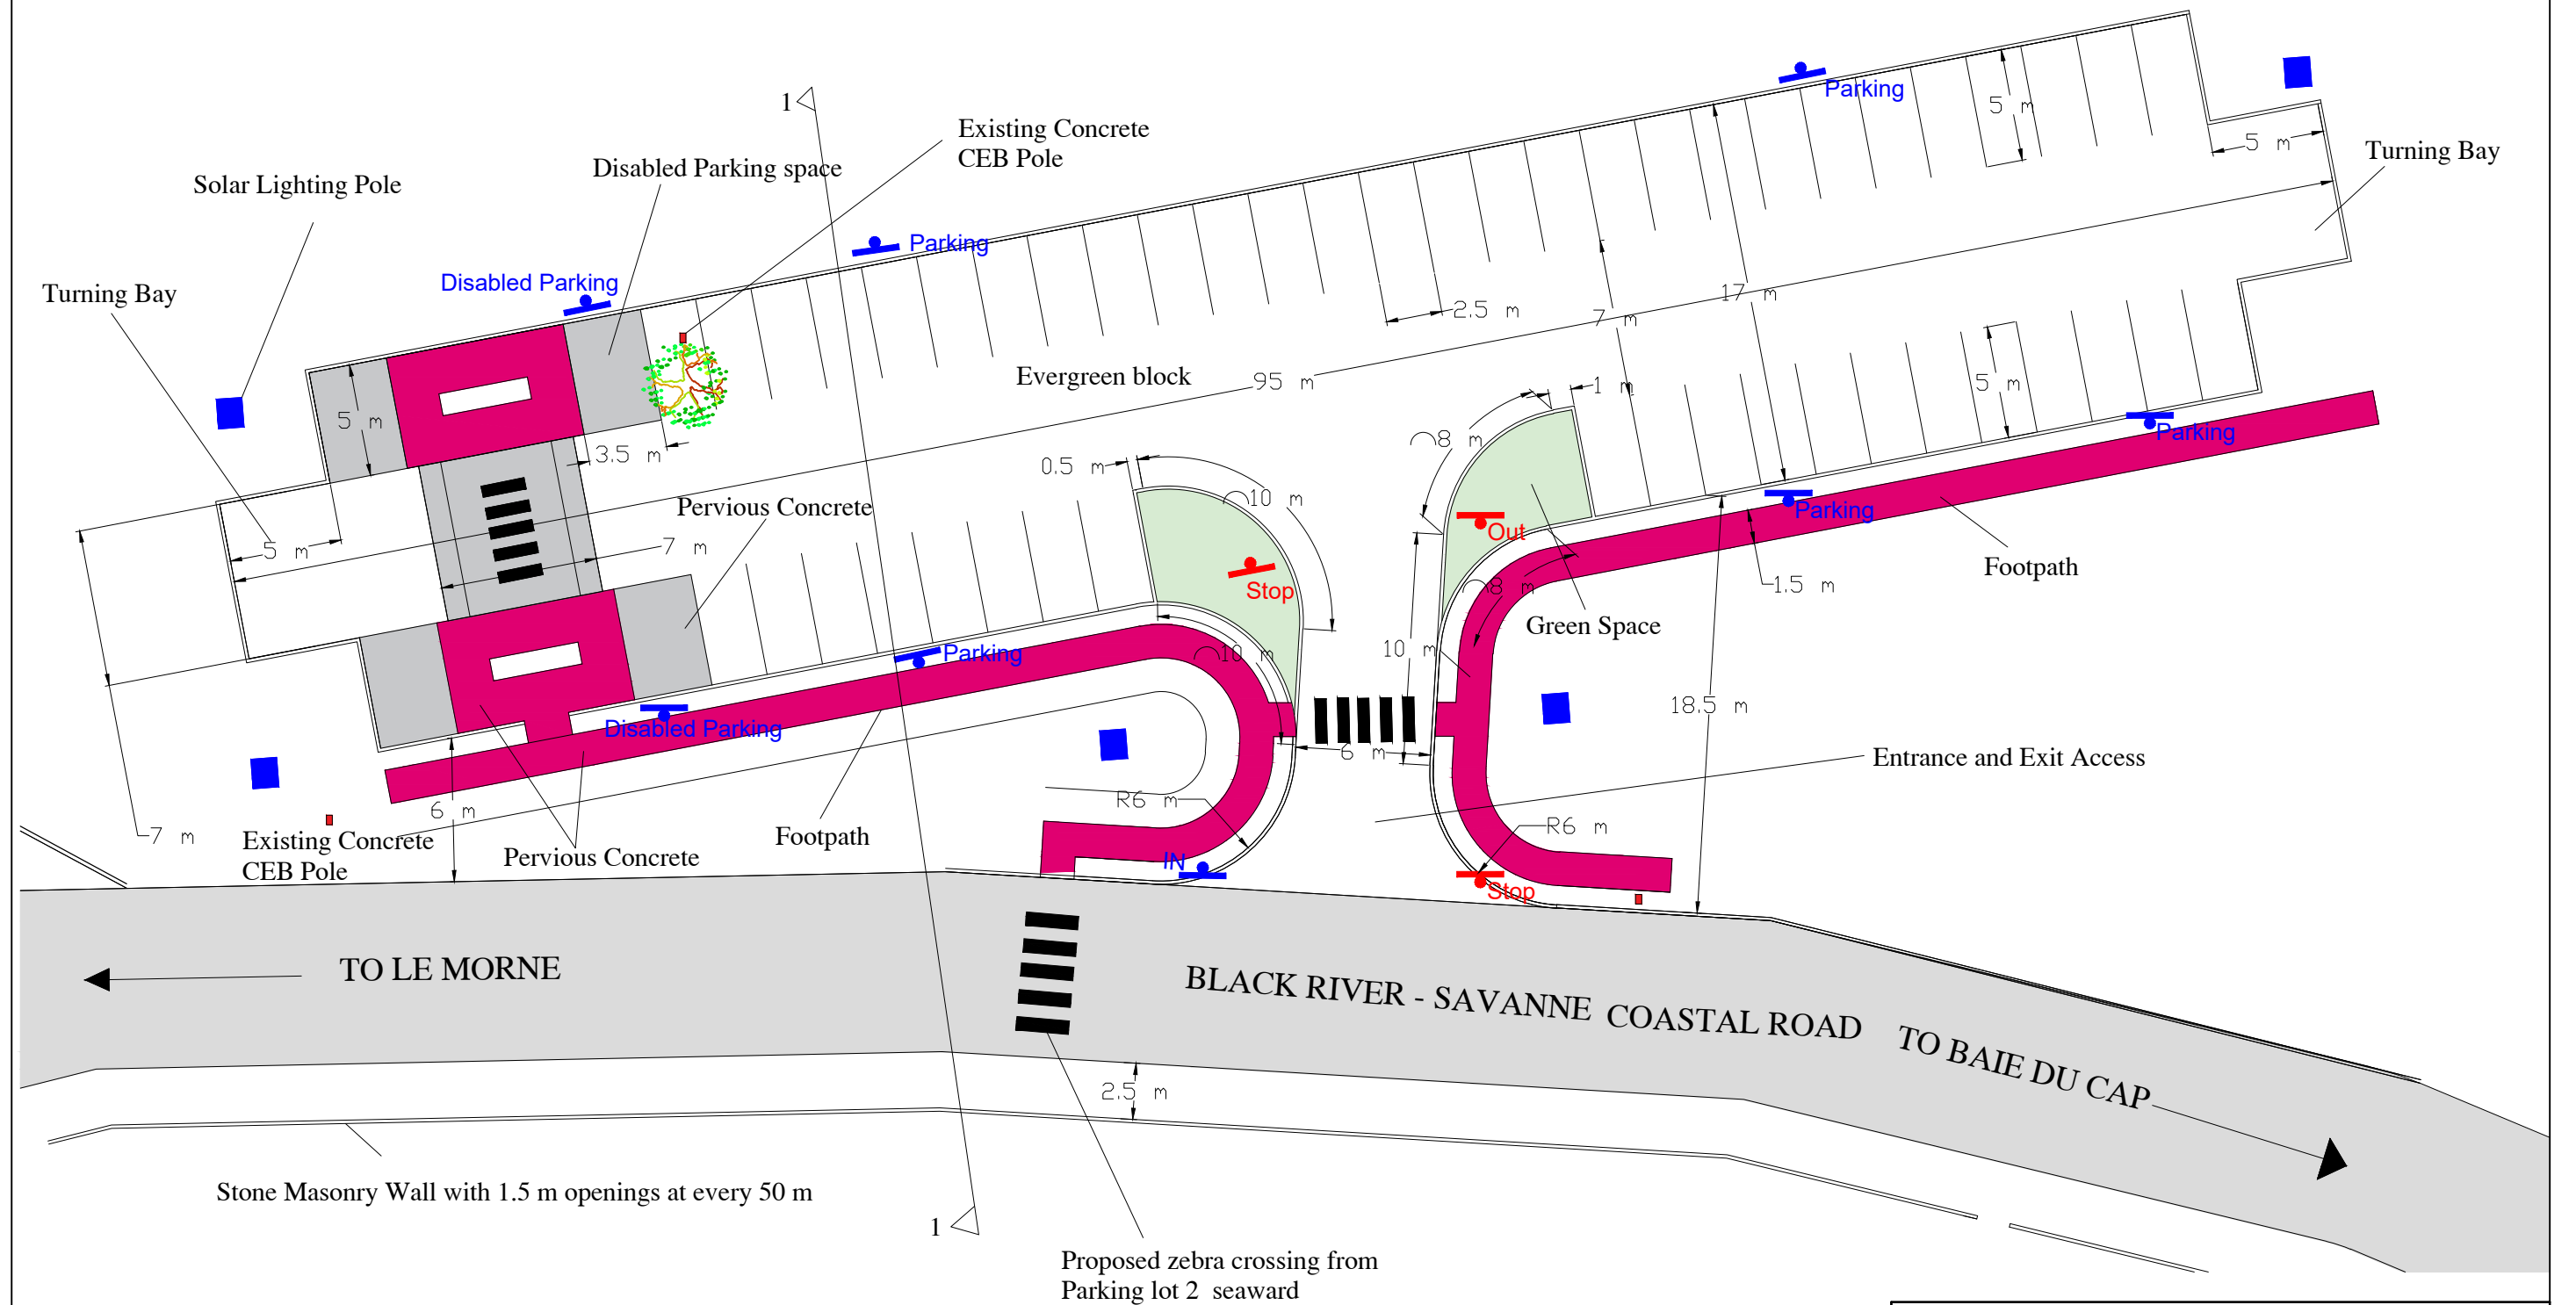 1
Existing Concrete
CEB Pole
Disabled Parking space
Solar Lighting Pole
Turning Bay
Disabled Parking
Parking
Parking
5 m
5 m
Turning Bay
2.5 m
7 m
17 m
5 m
3.5 m
Evergreen block
95 m
1 m
8 m
5 m
Parking
0.5 m
10 m
Pervious Concrete
5 m
7 m
Out
Stop
Parking
Footpath
8 m
1.5 m
Green Space
10 m
Parking
10 m
18.5 m
Disabled Parking
6 m
Entrance and Exit Access
R6 m
R6 m
6 m
7 m
Existing Concrete
CEB Pole
Pervious Concrete
Footpath
IN
Stop
TO LE MORNE
BLACK RIVER - SAVANNE COASTAL ROAD
TO BAIE DU CAP
2.5 m
Stone Masonry Wall with 1.5 m openings at every 50 m
1
Proposed zebra crossing from
Parking lot 2 seaward